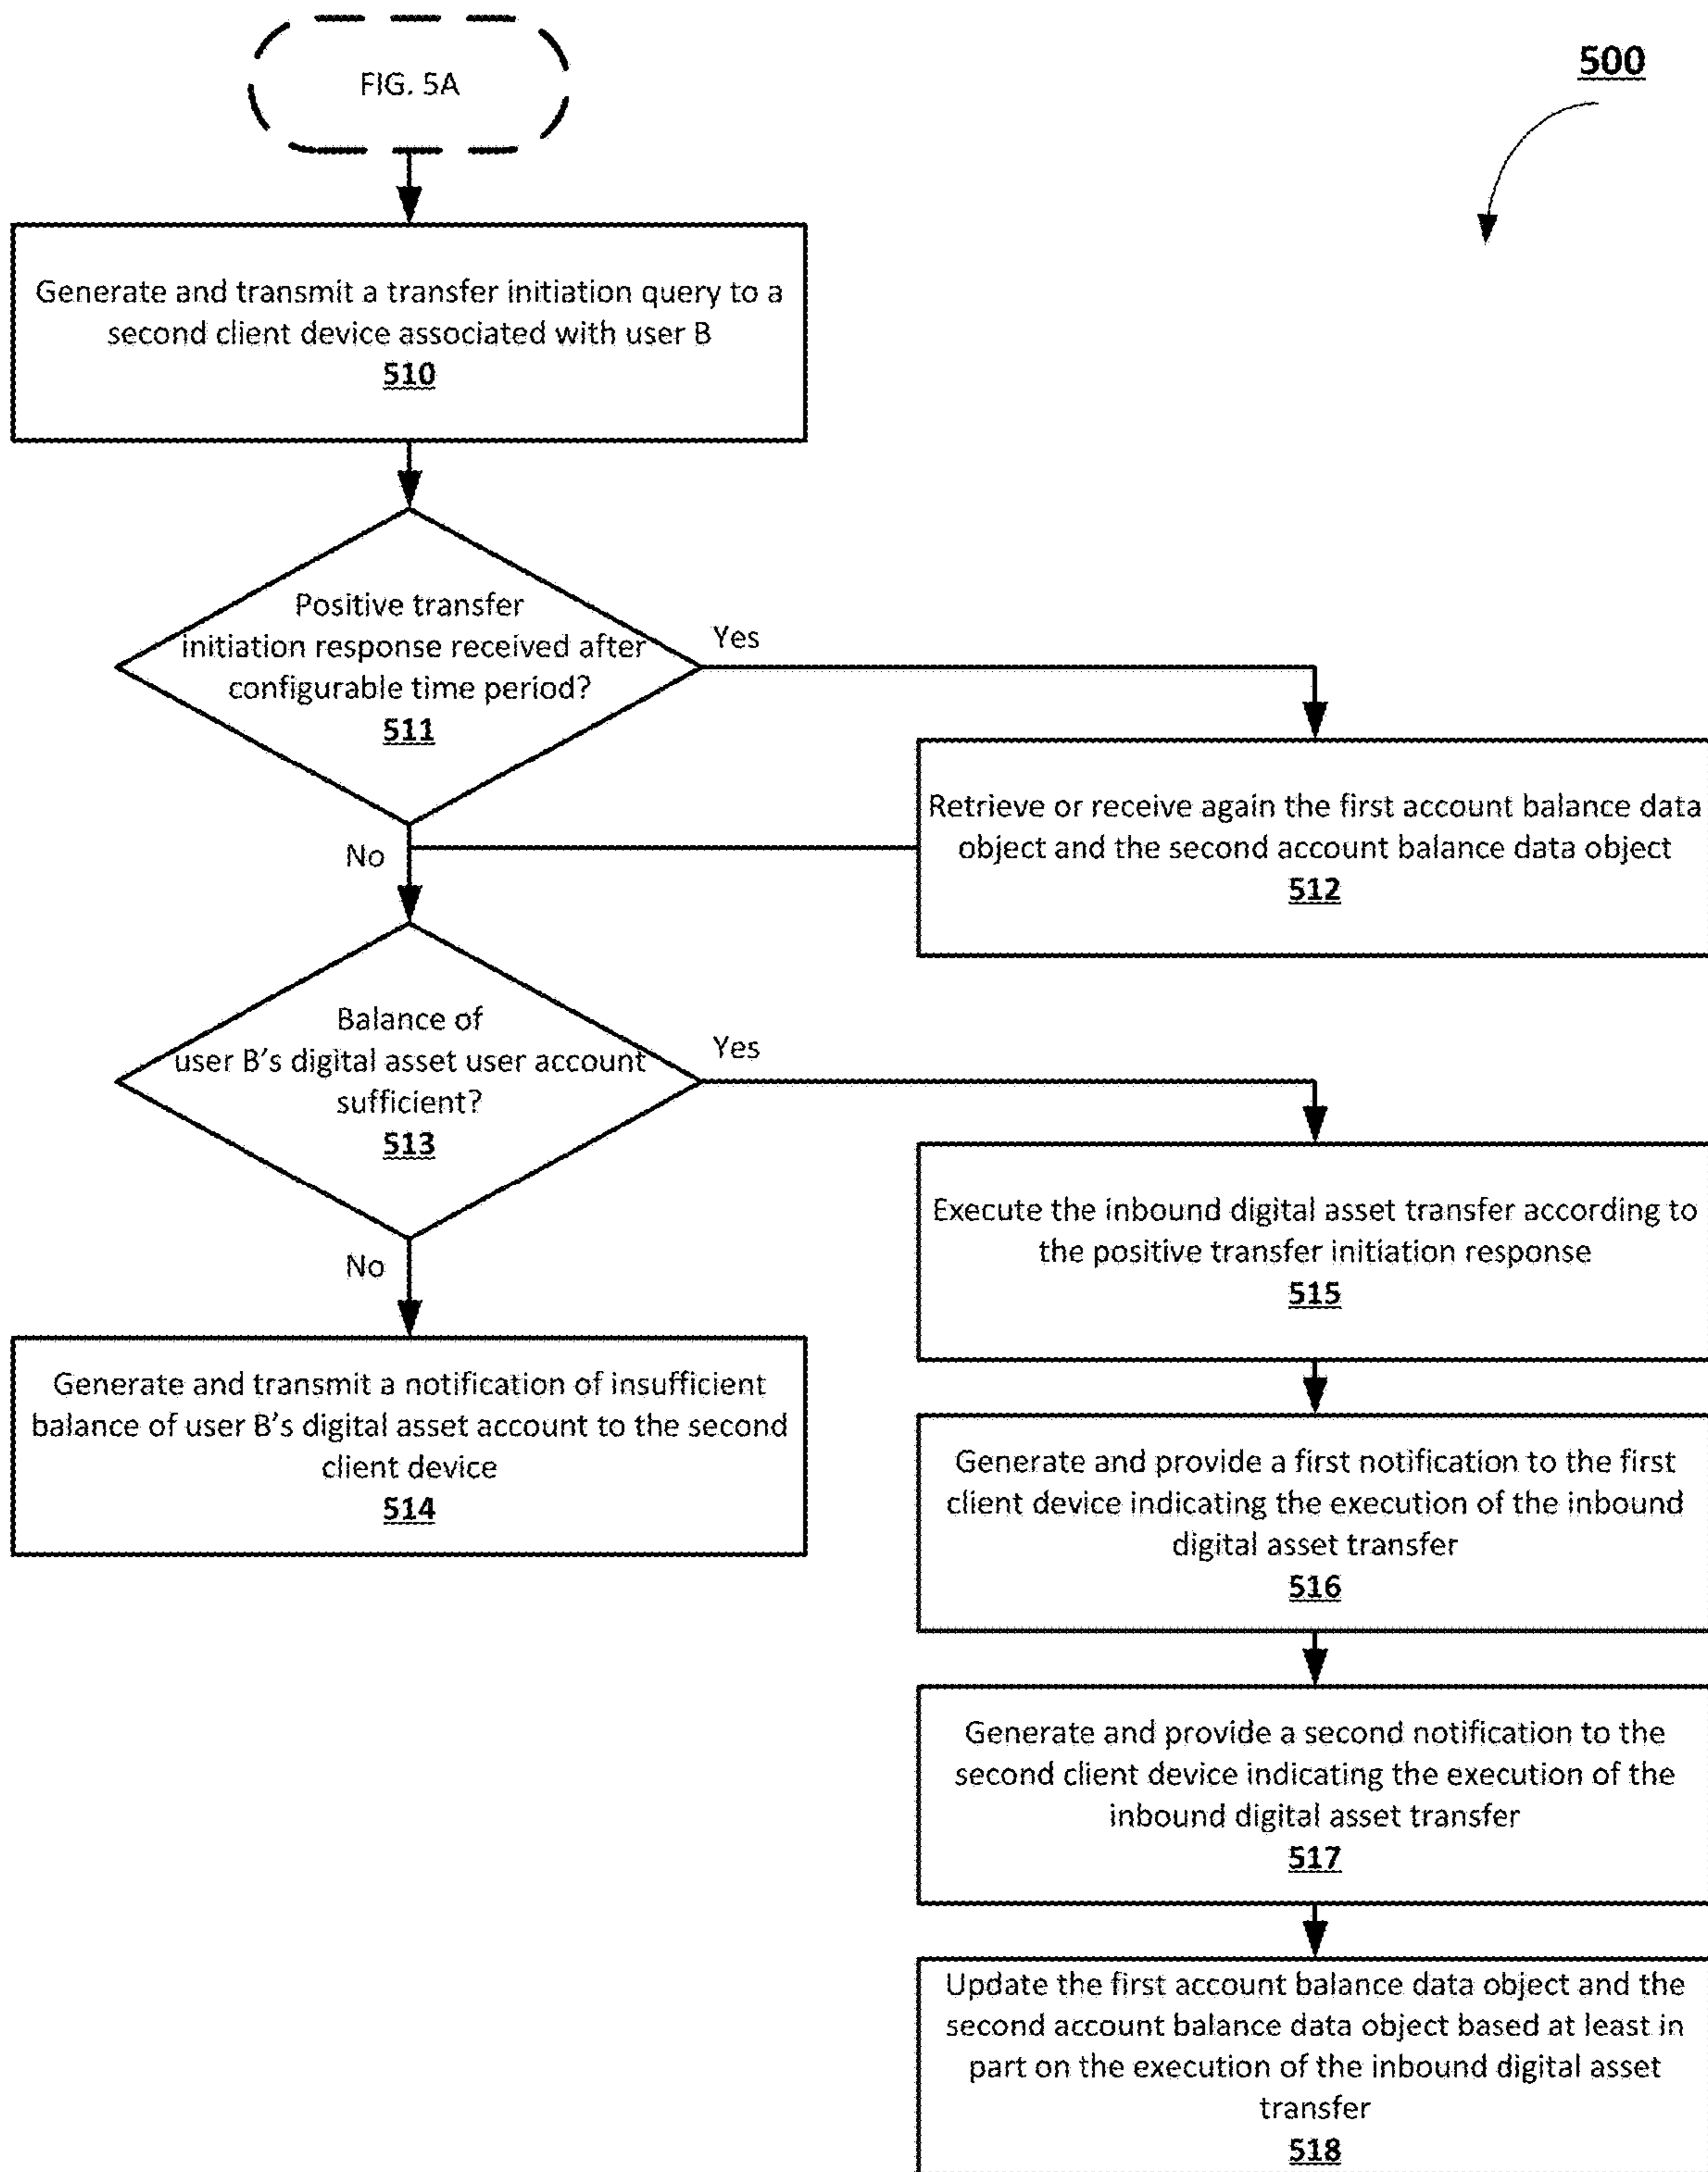 FIG. 5A
500
Generate and transmit a transfer initiation query to a
second client device associated with user B
510
Positive transfer
initiation response received after
configurable time period?
511
Yes
No
Retrieve or receive again the first account balance data
object and the second account balance data object
512
Balance of
user B's digital asset user account
sufficient?
513
Yes
No
Generate and transmit a notification of insufficient
balance of user B's digital asset account to the second
client device
514
Execute the inbound digital asset transfer according to
the positive transfer initiation response
515
Generate and provide a first notification to the first
client device indicating the execution of the inbound
digital asset transfer
516
Generate and provide a second notification to the
second client device indicating the execution of the
inbound digital asset transfer
517
Update the first account balance data object and the
second account balance data object based at least in
part on the execution of the inbound digital asset
transfer
518